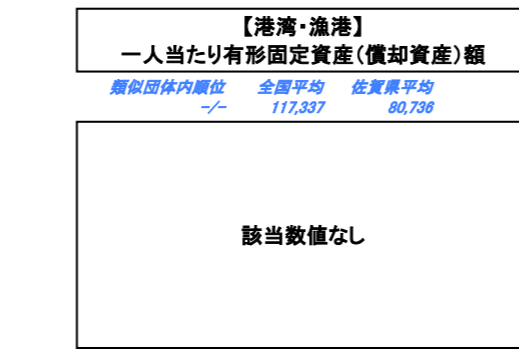 【港湾・漁港】
一人当たり有形固定資産(償却資産)額
類似団体内順位 全国平均 佐賀県平均
-/- 117,337 80,736
該当数値なし